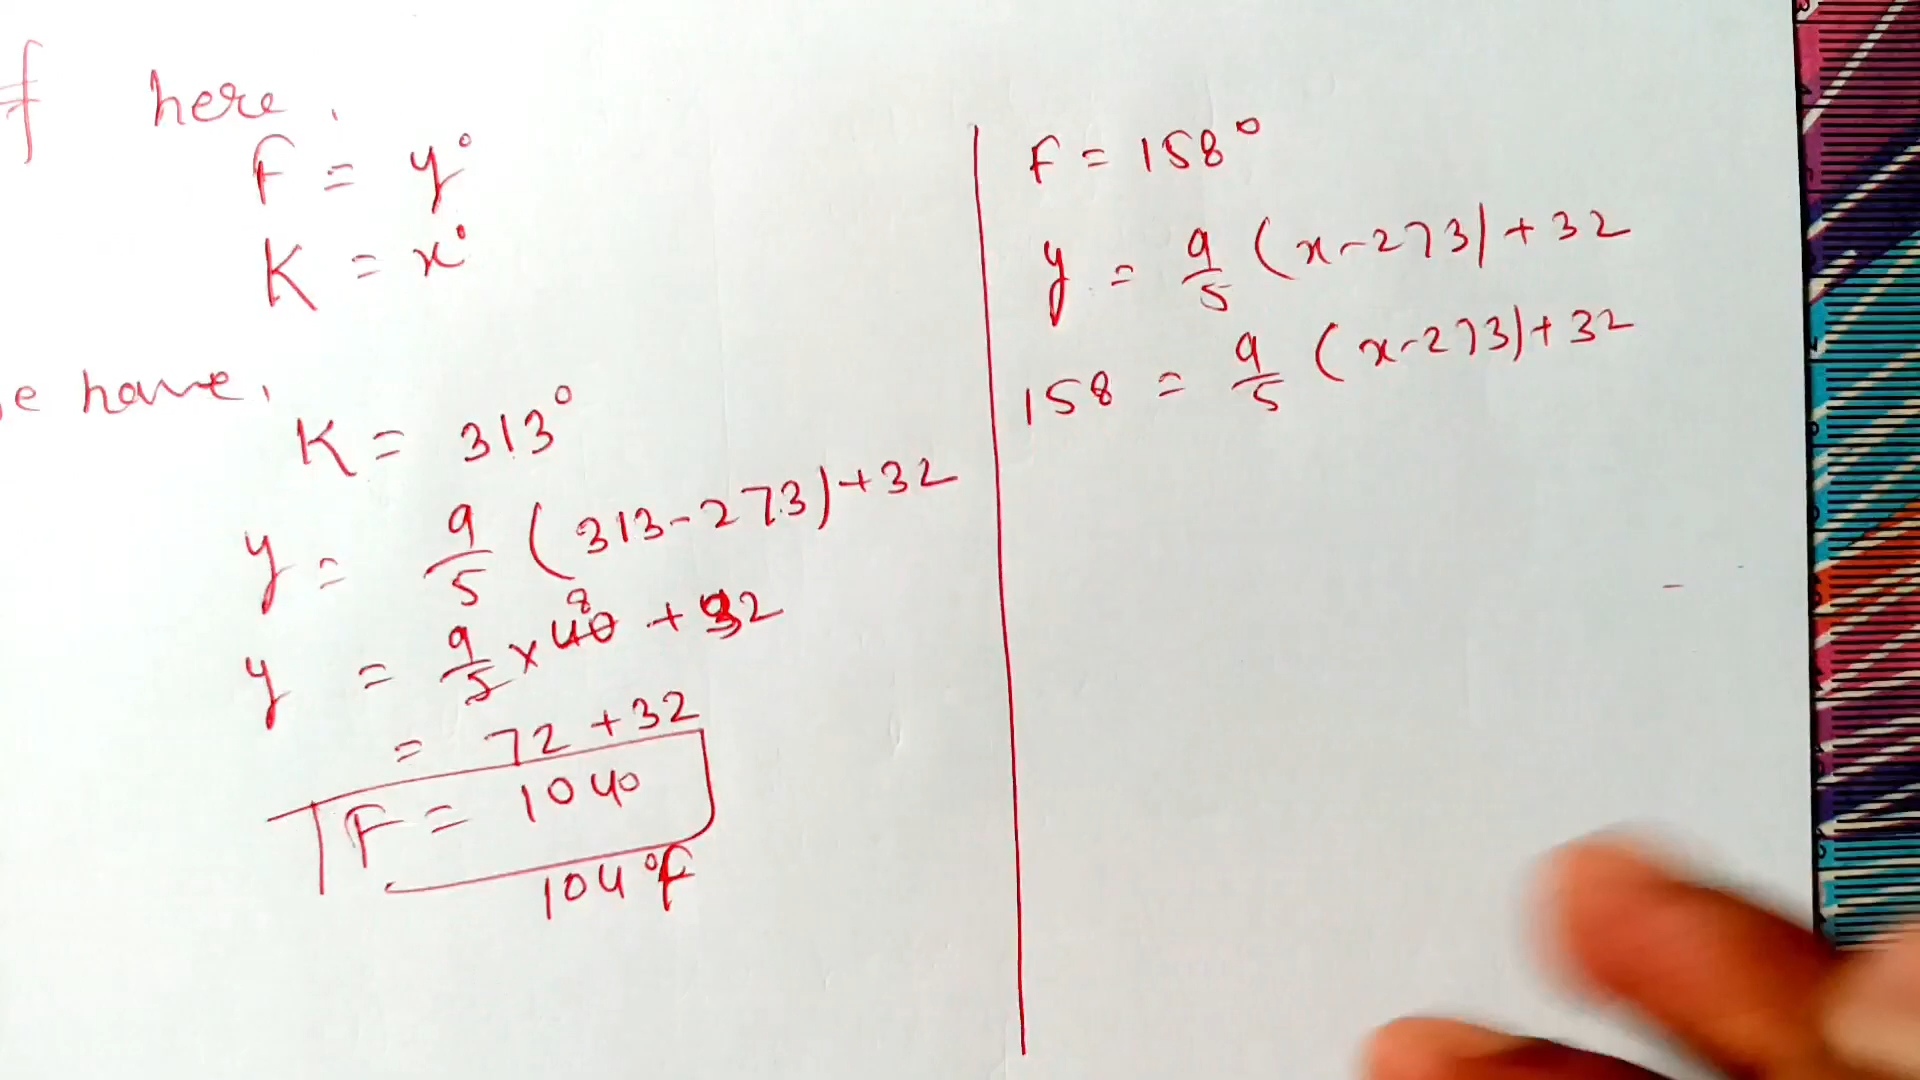 here,
F = y°
K = x°
e have,
K = 313°
y = 9/5 (313-273)+32
y = 9/5 × 40 8 + 32
= 72 + 32
F = 104°
104°F
F = 158°
y = 9/5 (x-273)+32
158 = 9/5 (x-273)+32